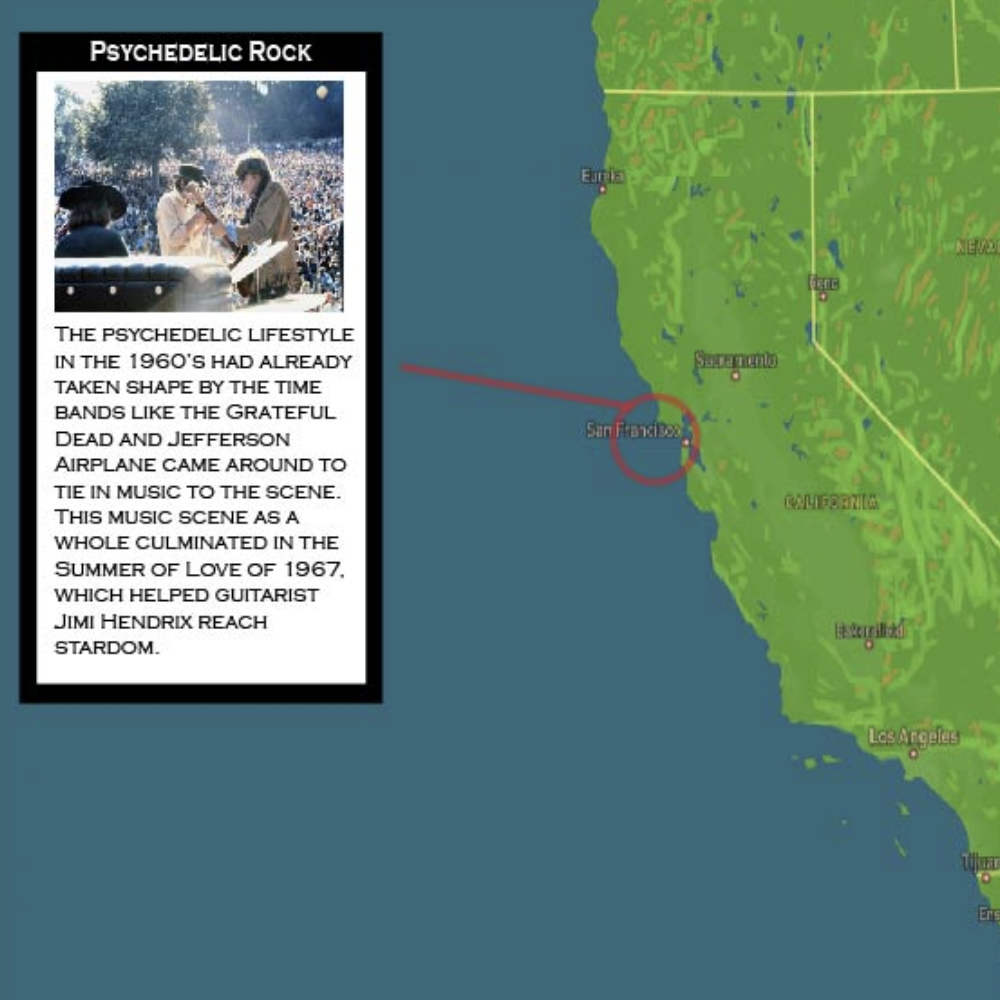 Psychedelic Rock
The psychedelic lifestyle
in the 1960's had already
taken shape by the time
bands like the Grateful
Dead and Jefferson
Airplane came around to
tie in music to the scene.
This music scene as a
whole culminated in the
Summer of Love of 1967,
which helped guitarist
Jimi Hendrix reach
stardom.
Eureka
NEVA
Reno
Sacramento
San Francisco
CALIFORNIA
Bakersfield
Los Angeles
Tijuan
Ens